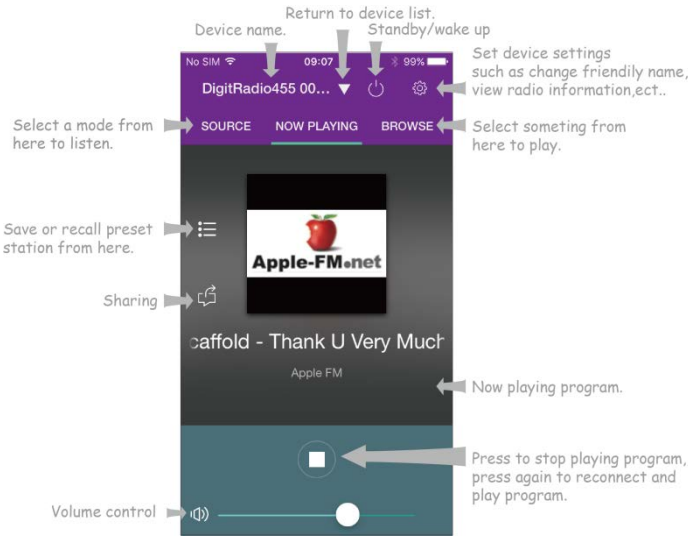 Return to device list.
Device name.
Standby/wake up
No SIM 09:07 99%
DigitRadio455 00...
Set device settings
such as change friendily name,
view radio information,ect..
Select a mode from
here to listen.
SOURCE NOW PLAYING BROWSE
Select someting from
here to play.
Save or recall preset
station from here.
Apple-FM.net
Sharing
caffold - Thank U Very Much
Apple FM
Now playing program.
Press to stop playing program,
press again to reconnect and
play program.
Volume control